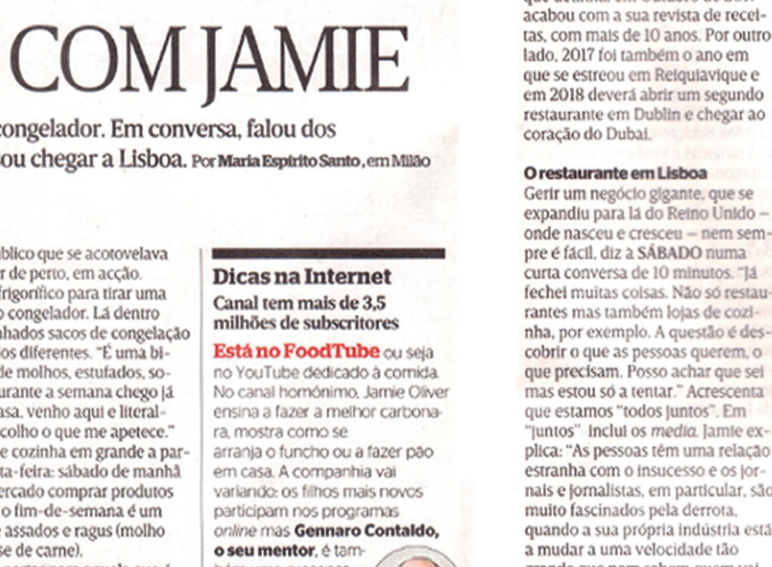 COM JAMIE
congelador. Em conversa, falou dos
ou chegar a Lisboa. Por Maria Espírito Santo, em Milão
blico que se acotovelava
r de perto, em acção.
frigorífico para tirar uma
o congelador. Lá dentro
nhados sacos de congelação
os diferentes. "É uma bi-
de molhos, estufados, so-
urante a semana chego já
asa, venho aqui e literal-
colho o que me apetece."
e cozinha em grande a par-
ta-feira: sábado de manhã
ercado comprar produtos
o fim-de-semana é um
assados e ragus (molho
se de carne).
Dicas na Internet
Canal tem mais de 3,5
milhões de subscritores
Está no FoodTube ou seja
no YouTube dedicado à comida.
No canal homónimo, Jamie Oliver
ensina a fazer a melhor carbona-
ra, mostra como se
arranja o funcho ou a fazer pão
em casa. A companhia vai
variando: os filhos mais novos
participam nos programas
online mas Gennaro Contaldo,
o seu mentor, é tam-
acabou com a sua revista de recei-
tas, com mais de 10 anos. Por outro
lado, 2017 foi também o ano em
que se estreou em Reiquiavique e
em 2018 deverá abrir um segundo
restaurante em Dublin e chegar ao
coração do Dubai.
O restaurante em Lisboa
Gerir um negócio gigante, que se
expandiu para lá do Reino Unido –
onde nasceu e cresceu – nem sem-
pre é fácil, diz a SÁBADO numa
curta conversa de 10 minutos. "Já
fechei muitas coisas. Não só restau-
rantes mas também lojas de cozi-
nha, por exemplo. A questão é des-
cobrir o que as pessoas querem, o
que precisam. Posso achar que sei
mas estou só a tentar." Acrescenta
que estamos "todos juntos". Em
"juntos" inclui os media. Jamie ex-
plica: "As pessoas têm uma relação
estranha com o insucesso e os jor-
nais e jornalistas, em particular, são
muito fascinados pela derrota,
quando a sua própria indústria está
a mudar a uma velocidade tão